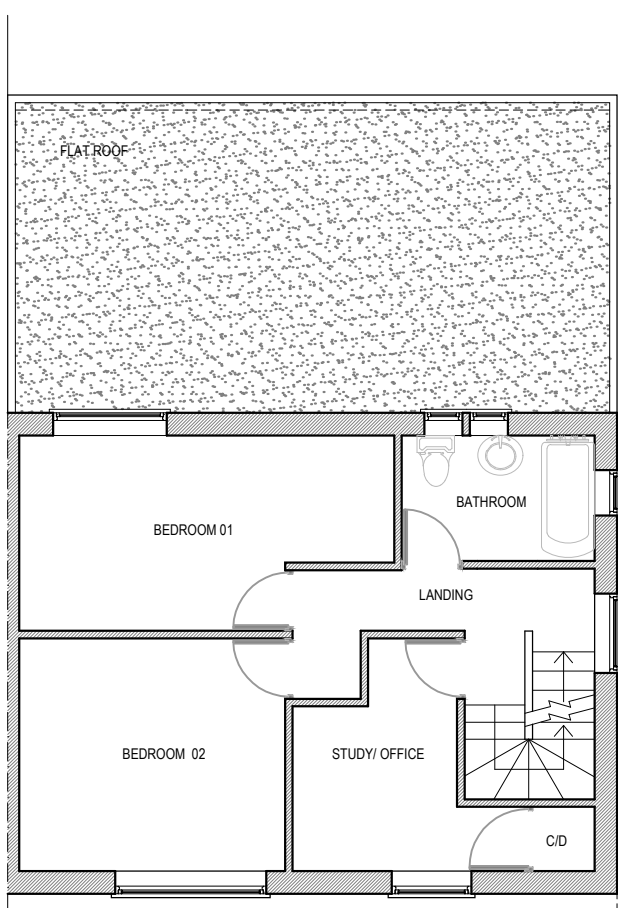 FLAT ROOF
BATHROOM
BEDROOM 01
LANDING
BEDROOM 02
STUDY/ OFFICE
C/D